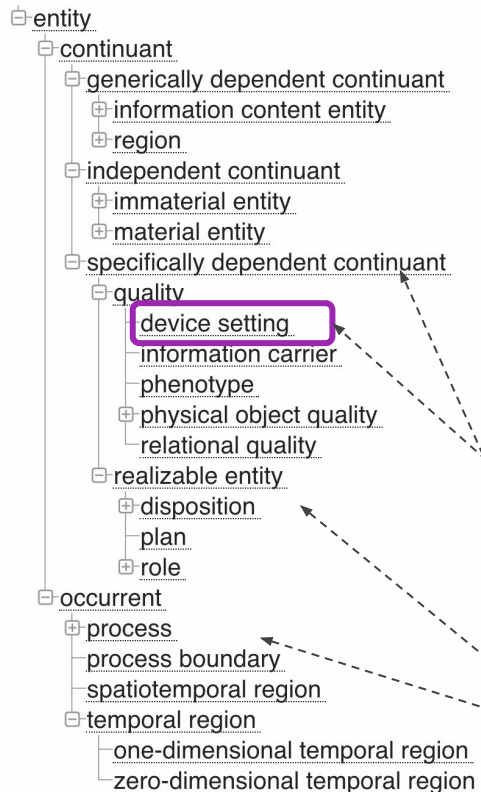 entity
continuant
generically dependent continuant
information content entity
region
independent continuant
immaterial entity
material entity
specifically dependent continuant
quality
device setting
information carrier
phenotype
physical object quality
relational quality
realizable entity
disposition
plan
role
occurrent
process
process boundary
spatiotemporal region
temporal region
one-dimensional temporal region
zero-dimensional temporal region